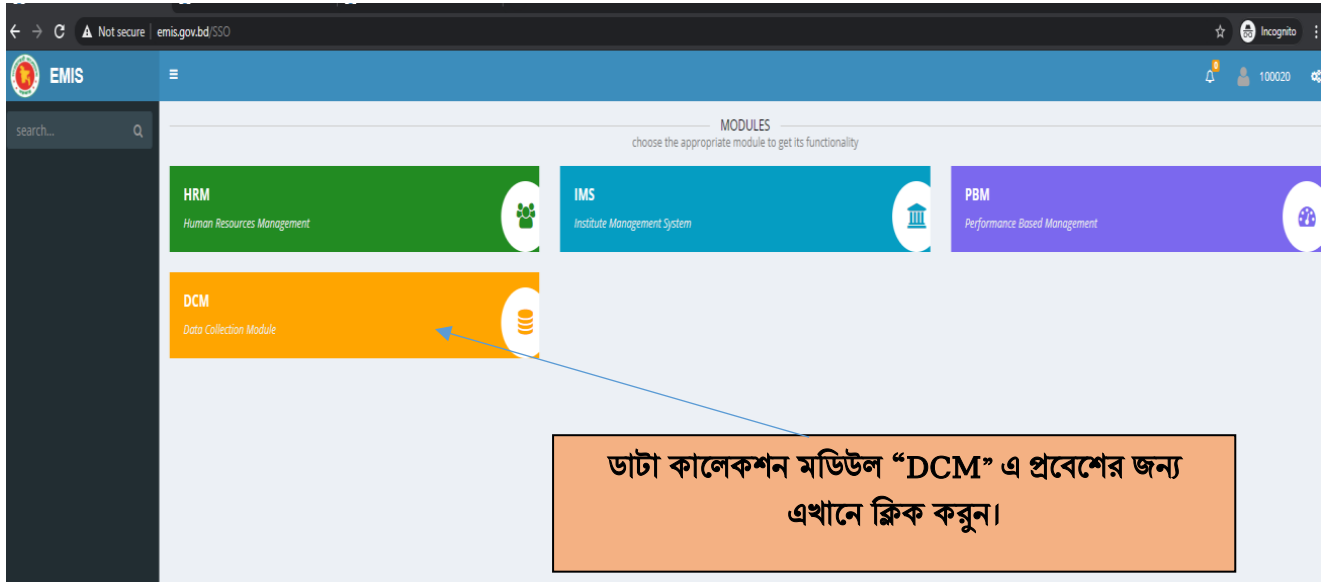 Not secure | emis.gov.bd/SSO
Incognito
EMIS
0
100020
search...
MODULES
choose the appropriate module to get its functionality
HRM
Human Resources Management
IMS
Institute Management System
PBM
Performance Based Management
DCM
Data Collection Module
ডাটা কালেকশন মডিউল “DCM” এ প্রবেশের জন্য
এখানে ক্লিক করুন।